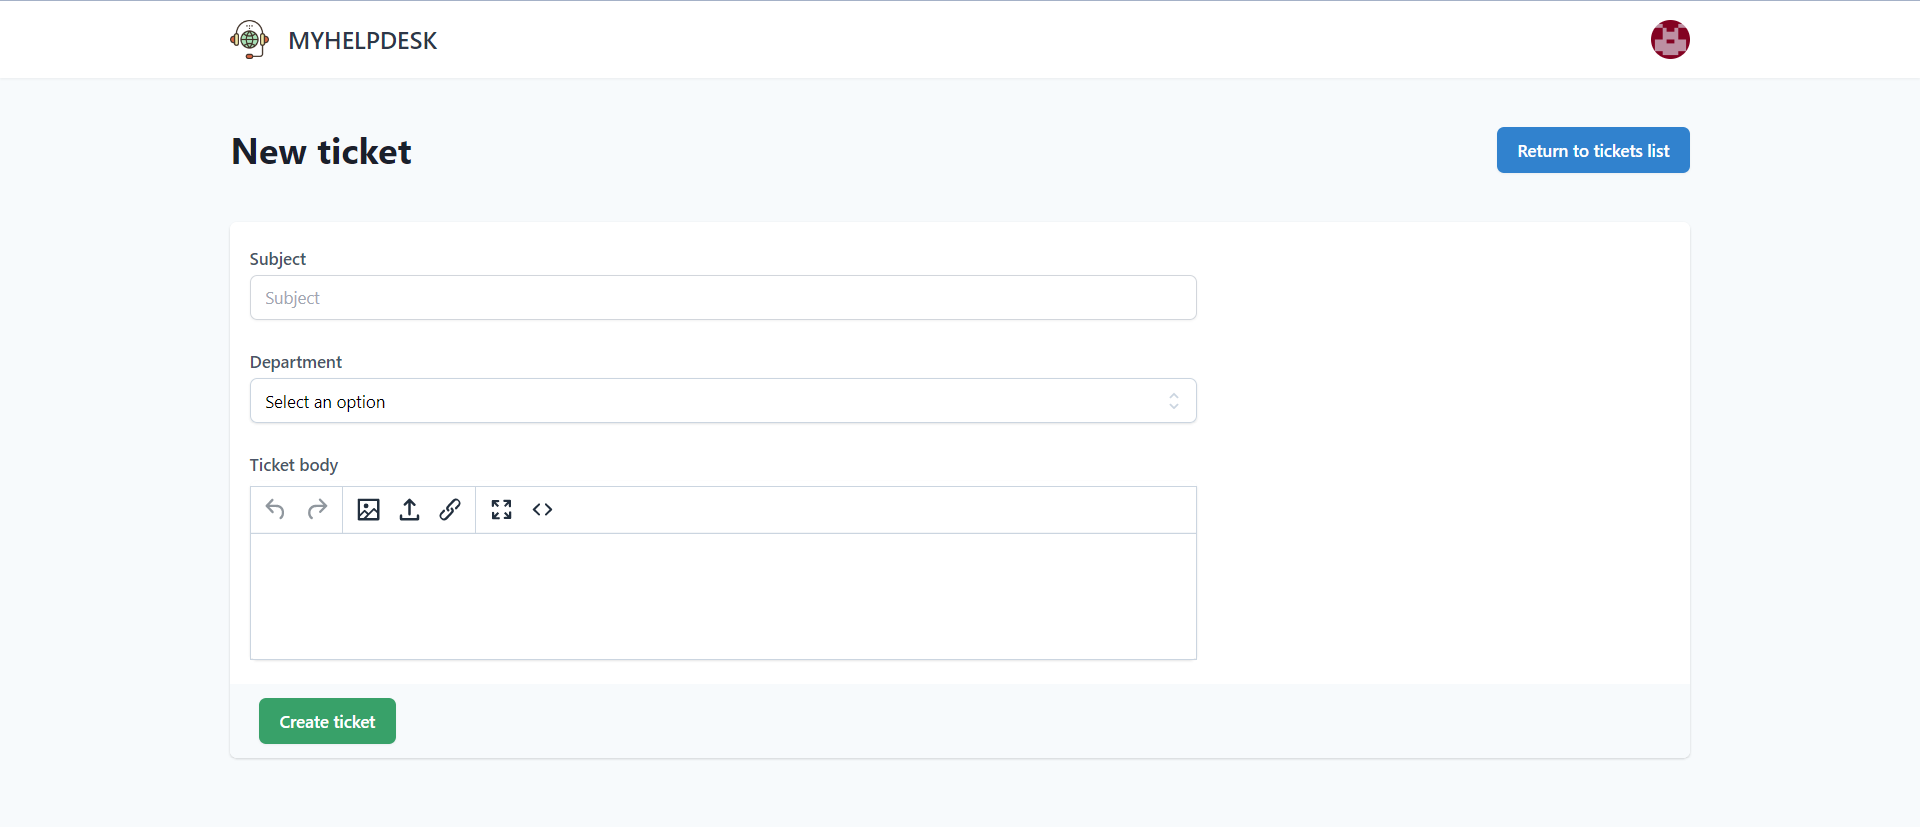 MYHELPDESK
New ticket
Return to tickets list
Subject
Subject
Department
Select an option
Ticket body
Create ticket